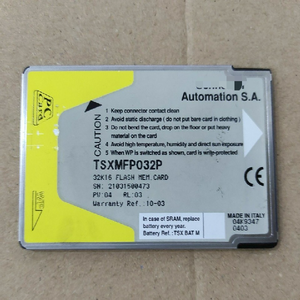 Automation S.A.
PC
Card
CAUTION
1 Keep connector contact clean
2 Avoid static discharge ( do not put bare card in clothing )
3 Do not bend the card, drop on the floor or put heavy
material on the card
4 Avoid high temperature, humidity and direct sun exposure
5 When WP is switched as shown, card is write-protected
TSXMFP032P
32K16 FLASH MEM.CARD
SN: 21031500473
PV:04 RL:03
Warranty Ref.:10-03
In case of SRAM, replace
battery every year.
Battery Ref.: TSX BAT M
MADE IN ITALY
04K9347
0403